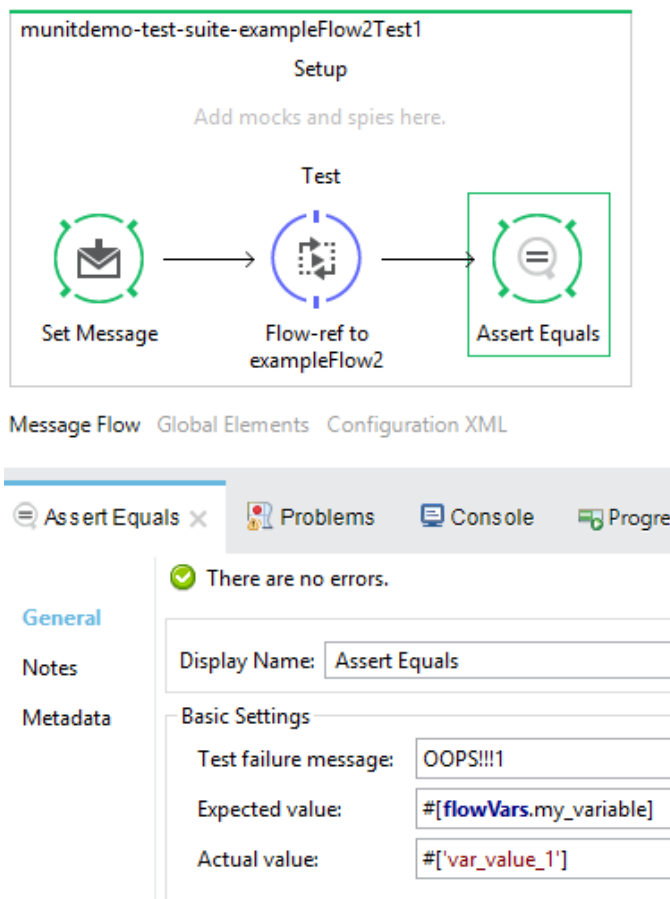 munitdemo-test-suite-exampleFlow2Test1
Setup
Add mocks and spies here.
Test
Set Message
Flow-ref to
exampleFlow2
Assert Equals
Message Flow Global Elements Configuration XML
Assert Equals Problems Console Progre
There are no errors.
General
Notes
Metadata
Display Name: Assert Equals
Basic Settings
Test failure message: OOPS!!!1
Expected value: #[flowVars.my_variable]
Actual value: #['var_value_1']